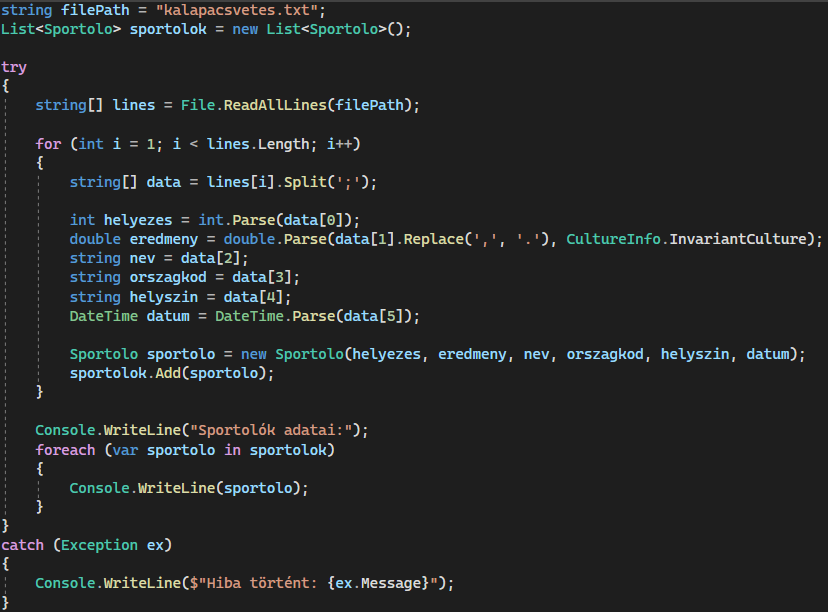 string filePath = "kalapacsvetes.txt";
List<Sportolo> sportolok = new List<Sportolo>();
try
{
string[] lines = File.ReadAllLines(filePath);
for (int i = 1; i < lines.Length; i++)
{
string[] data = lines[i].Split(';');
int helyezes = int.Parse(data[0]);
double eredmeny = double.Parse(data[1].Replace(',', '.'), CultureInfo.InvariantCulture);
string nev = data[2];
string orszagkod = data[3];
string helyszin = data[4];
DateTime datum = DateTime.Parse(data[5]);
Sportolo sportolo = new Sportolo(helyezes, eredmeny, nev, orszagkod, helyszin, datum);
sportolok.Add(sportolo);
}
Console.WriteLine("Sportolók adatai:");
foreach (var sportolo in sportolok)
{
Console.WriteLine(sportolo);
}
}
catch (Exception ex)
{
Console.WriteLine($"Hiba történt: {ex.Message}");
}